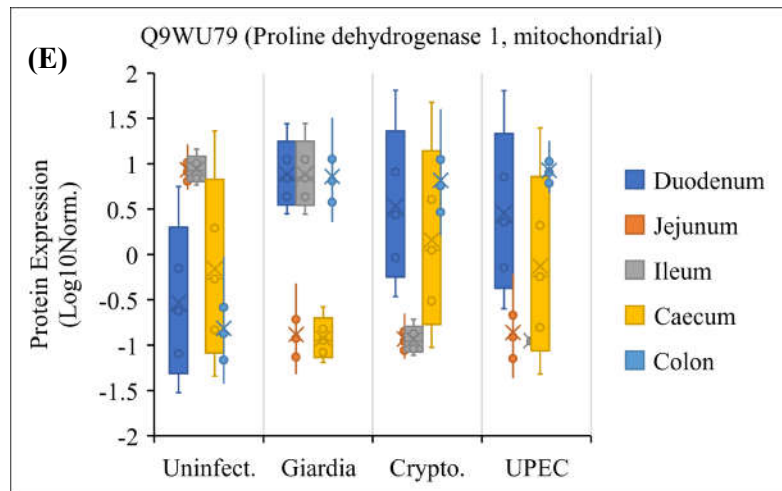 Q9WU79 (Proline dehydrogenase 1, mitochondrial)
(E)
Protein Expression
(Log10Norm.)
2
1.5
1
0.5
0
-0.5
-1
-1.5
-2
Uninfect. Giardia Crypto. UPEC
Duodenum
Jejunum
Ileum
Caecum
Colon